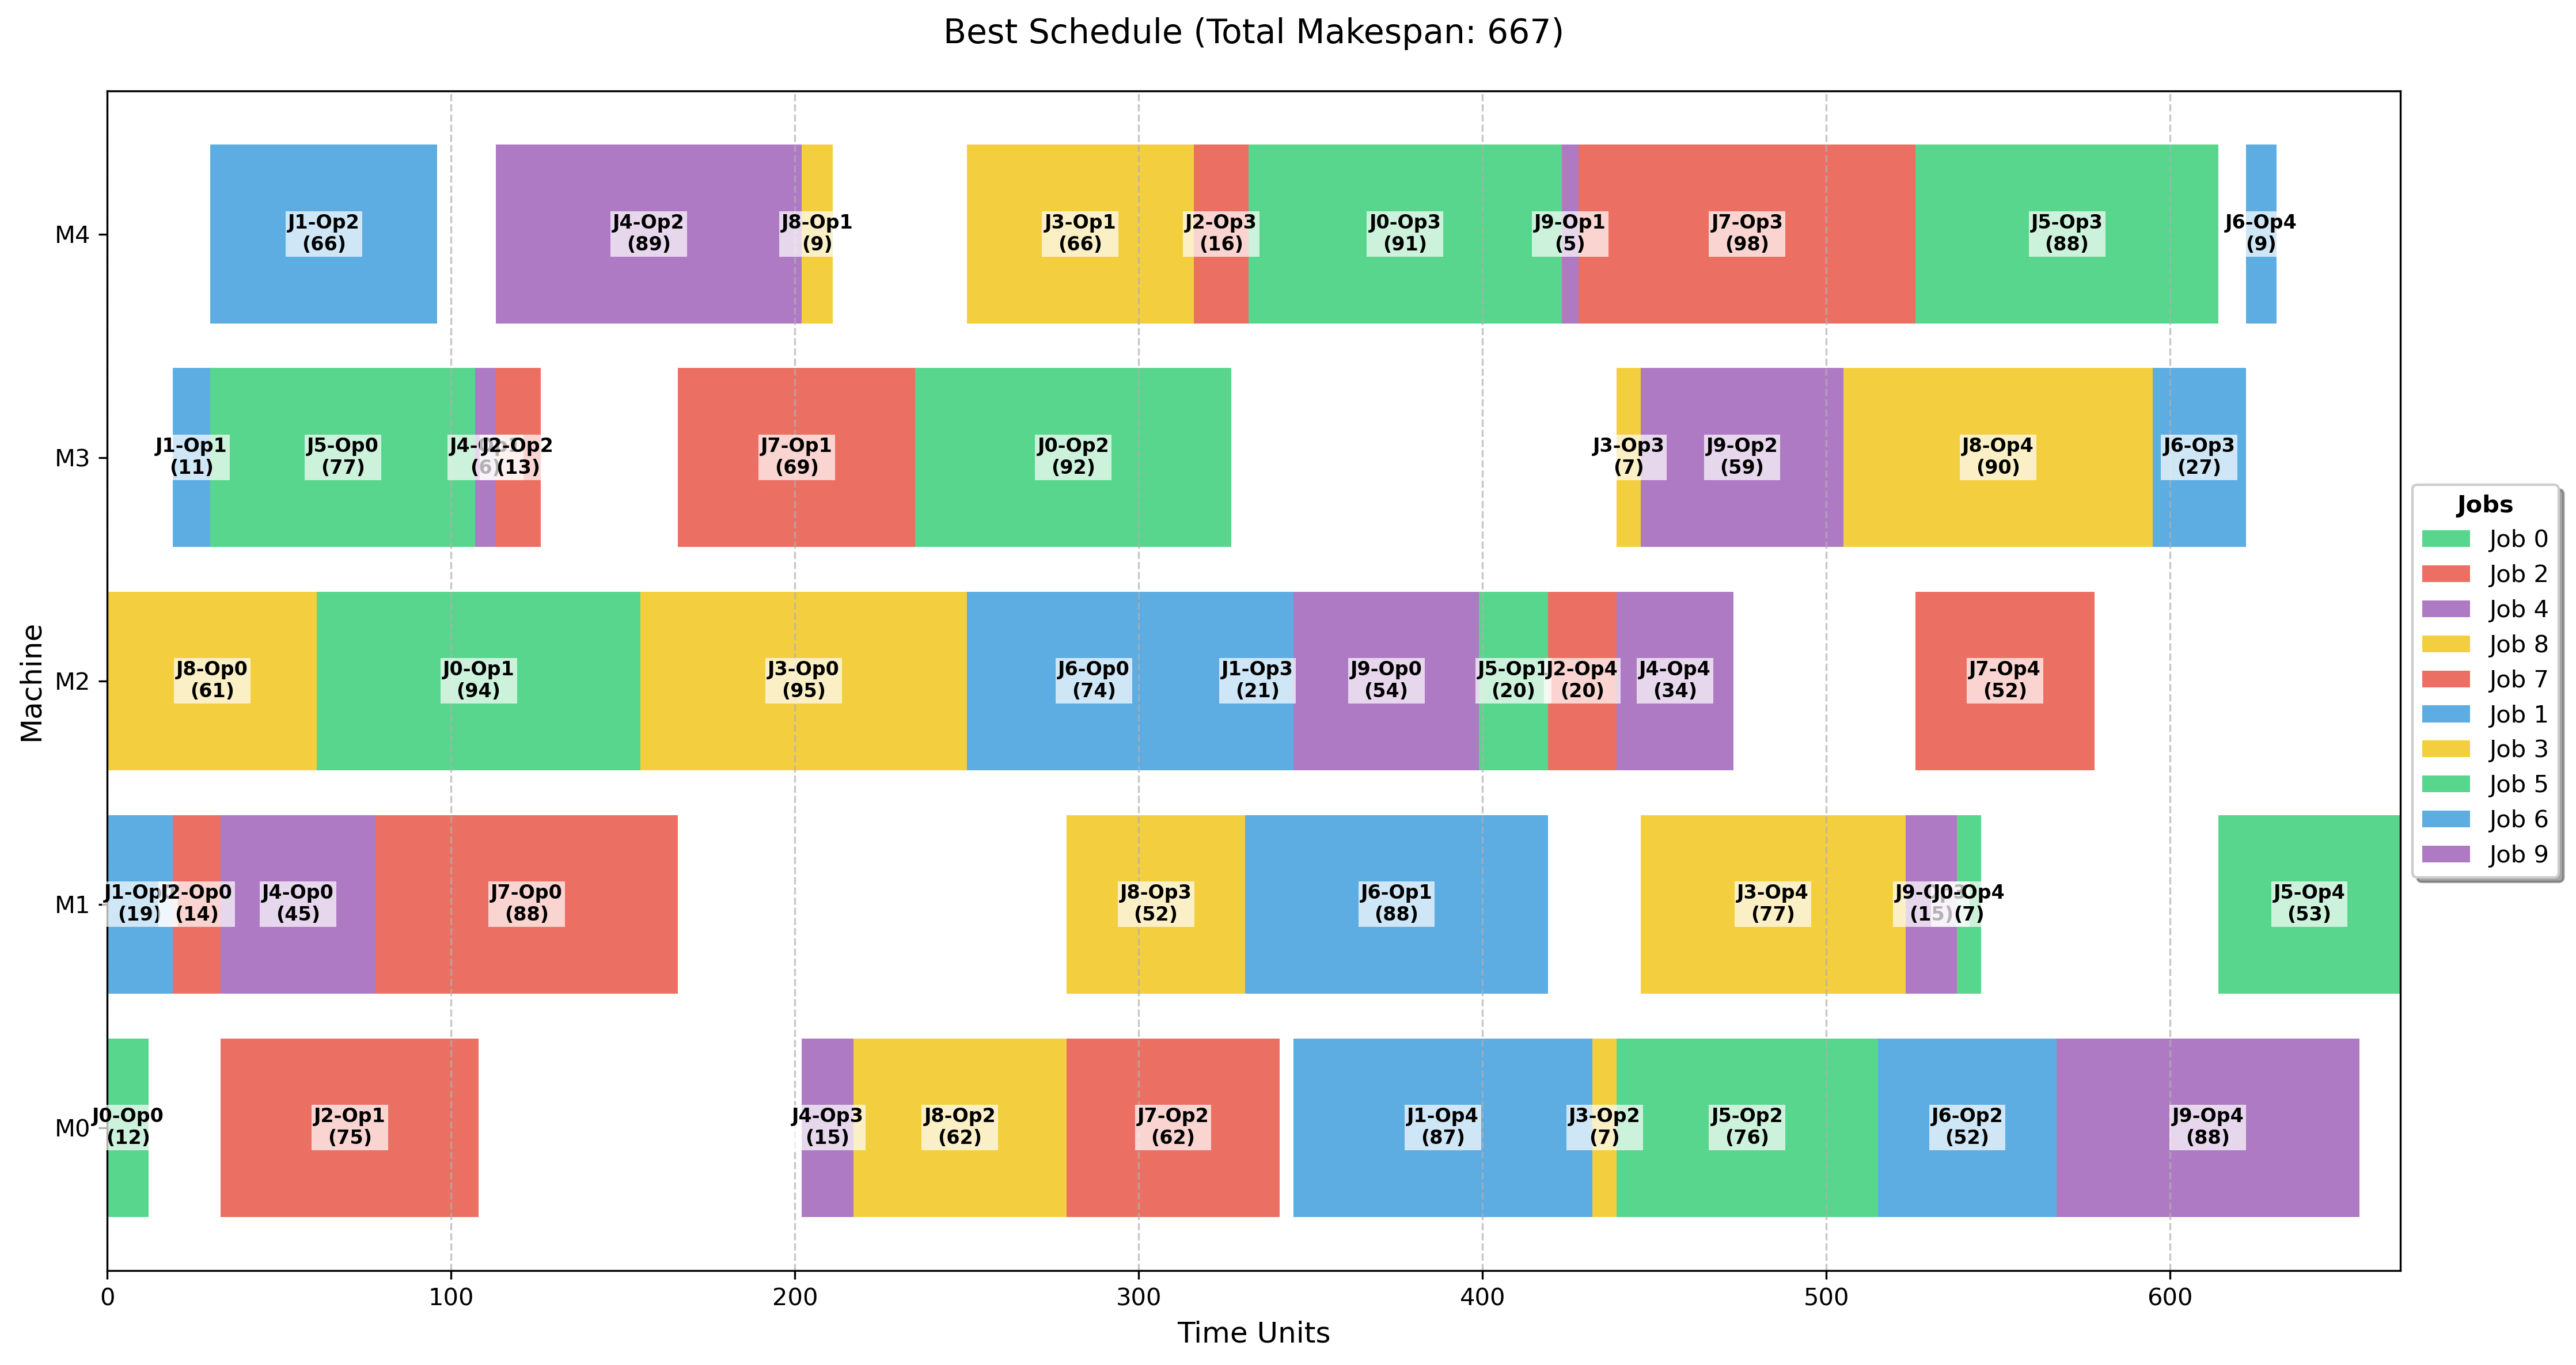 Best Schedule (Total Makespan: 667)
M4
J1-Op2
(66)
J4-Op2
(89)
J8-Op1
(9)
J3-Op1
(66)
J2-Op3
(16)
J0-Op3
(91)
J9-Op1
(5)
J7-Op3
(98)
J5-Op3
(88)
J6-Op4
(9)
M3
J1-Op1
(11)
J5-Op0
(77)
(6)
J2-Op2
(13)
J7-Op1
(69)
J0-Op2
(92)
J3-Op3
(7)
J9-Op2
(59)
J8-Op4
(90)
J6-Op3
(27)
Machine
M2
J8-Op0
(61)
J0-Op1
(94)
J3-Op0
(95)
J6-Op0
(74)
J1-Op3
(21)
J9-Op0
(54)
J5-Op1
(20)
J2-Op4
(20)
J4-Op4
(34)
J7-Op4
(52)
M1
(19)
J2-Op0
(14)
J4-Op0
(45)
J7-Op0
(88)
J8-Op3
(52)
J6-Op1
(88)
J3-Op4
(77)
(15)
J0-Op4
(7)
J5-Op4
(53)
M0
J0-Op0
(12)
J2-Op1
(75)
J4-Op3
(15)
J8-Op2
(62)
J7-Op2
(62)
J1-Op4
(87)
J3-Op2
(7)
J5-Op2
(76)
J6-Op2
(52)
J9-Op4
(88)
0 100 200 300 400 500 600
Time Units
Jobs
Job 0
Job 2
Job 4
Job 8
Job 7
Job 1
Job 3
Job 5
Job 6
Job 9